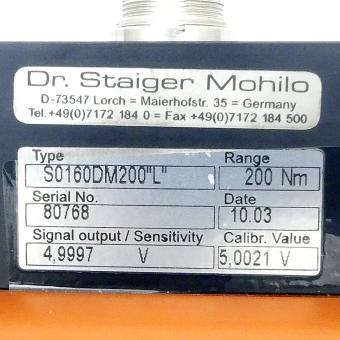 Dr. Staiger Mohilo
D-73547 Lorch = Maierhofstr. 35 = Germany
Tel.+49(0)7172 184 0 = Fax +49(0)7172 184 500
Type Range
S0160DM200"L" 200 Nm
Serial No. Date
80768 10.03
Signal output / Sensitivity Calibr. Value
4,9997 V 5,0021 V